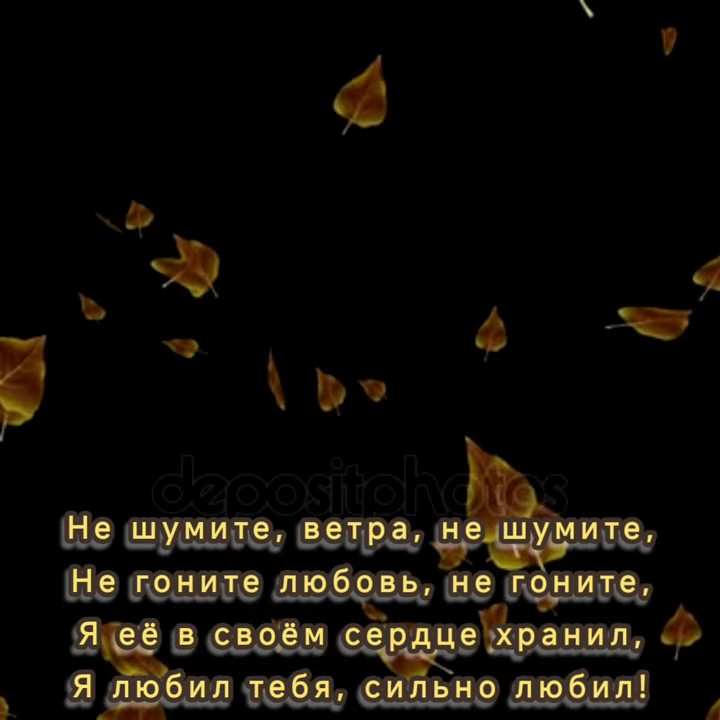 depositphotos
Не шумите, ветра, не шумите,
Не гоните любовь, не гоните,
Я её в своём сердце хранил,
Я любил тебя, сильно любил!